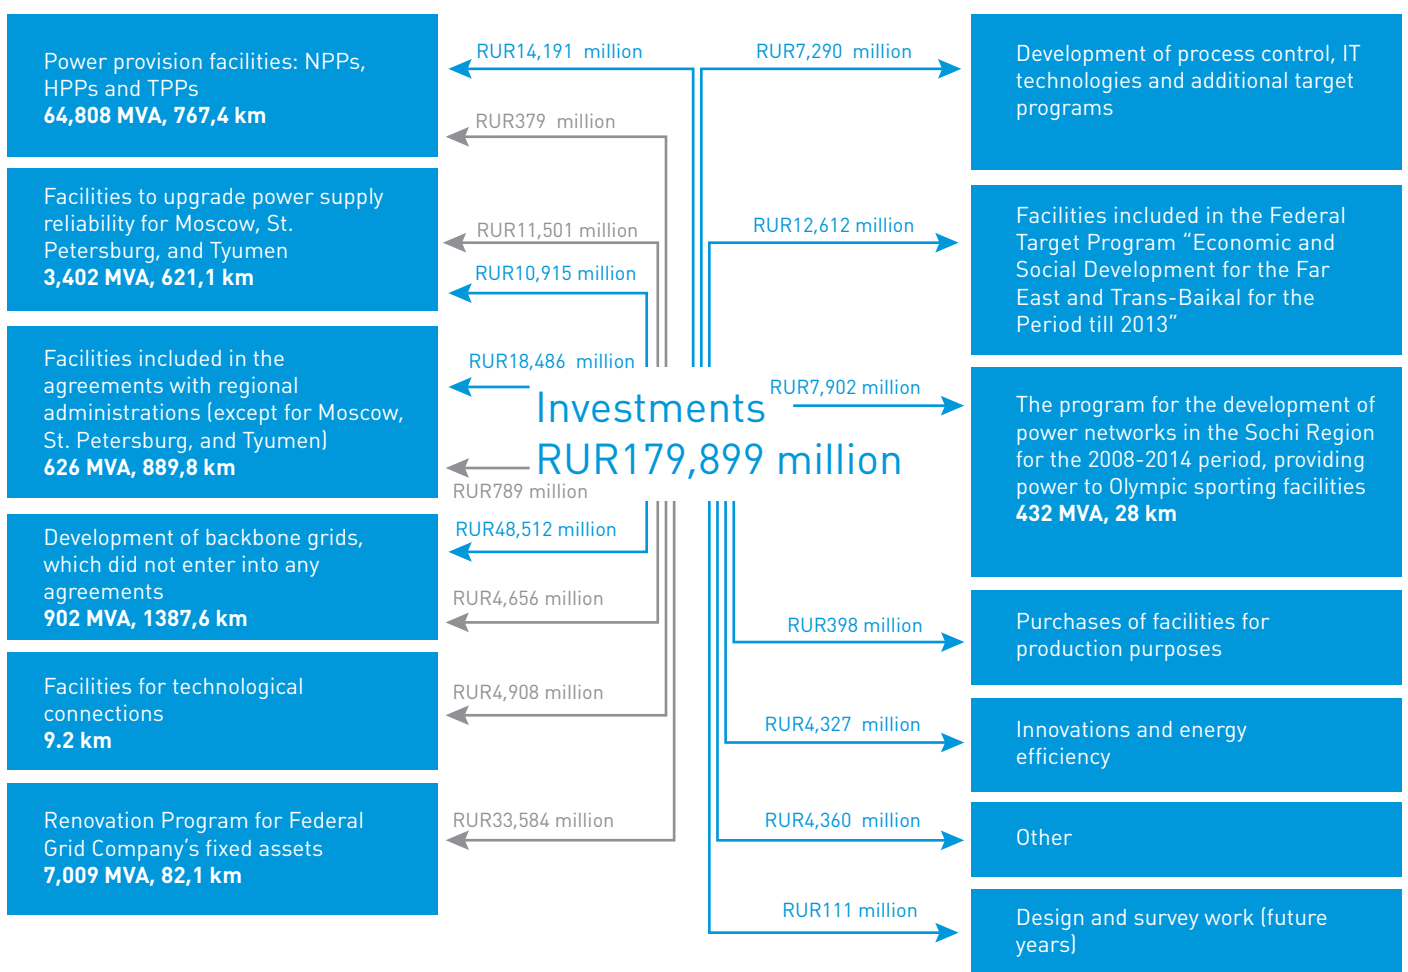 Power provision facilities: NPPs,
HPPs and TPPs
64,808 MVA, 767,4 km
Facilities to upgrade power supply
reliability for Moscow, St.
Petersburg, and Tyumen
3,402 MVA, 621,1 km
Facilities included in the
agreements with regional
administrations (except for Moscow,
St. Petersburg, and Tyumen)
626 MVA, 889,8 km
Development of backbone grids,
which did not enter into any
agreements
902 MVA, 1387,6 km
Facilities for technological
connections
9.2 km
Renovation Program for Federal
Grid Company’s fixed assets
7,009 MVA, 82,1 km
RUR14,191 million
RUR379 million
RUR11,501 million
RUR10,915 million
RUR18,486 million
RUR789 million
RUR48,512 million
RUR4,656 million
RUR4,908 million
RUR33,584 million
Investments
RUR179,899 million
RUR7,290 million
RUR12,612 million
RUR7,902 million
RUR398 million
RUR4,327 million
RUR4,360 million
RUR111 million
Development of process control, IT
technologies and additional target
programs
Facilities included in the Federal
Target Program “Economic and
Social Development for the Far
East and Trans-Baikal for the
Period till 2013”
The program for the development of
power networks in the Sochi Region
for the 2008-2014 period, providing
power to Olympic sporting facilities
432 MVA, 28 km
Purchases of facilities for
production purposes
Innovations and energy
efficiency
Other
Design and survey work (future
years)